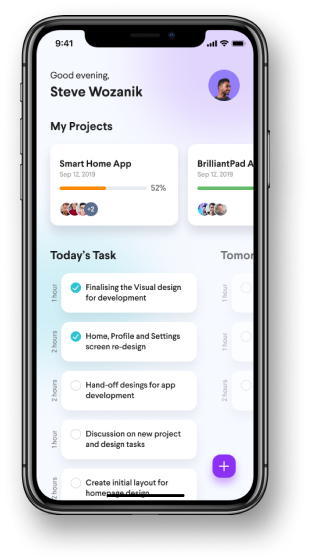 9:41
Good evening,
Steve Wozanik
My Projects
Smart Home App
Sep 12, 2019
52%
+2
BrilliantPad A
Sep 12, 2019
Today's Task
Tomor
1 hour
Finalising the Visual design
for development
1 hour
2 hours
Home, Profile and Settings
screen re-design
1 hour
2 hours
Hand-off desings for app
development
2 hours
1 hour
Discussion on new project
and design tasks
2 hours
Create initial layout for
homepage design